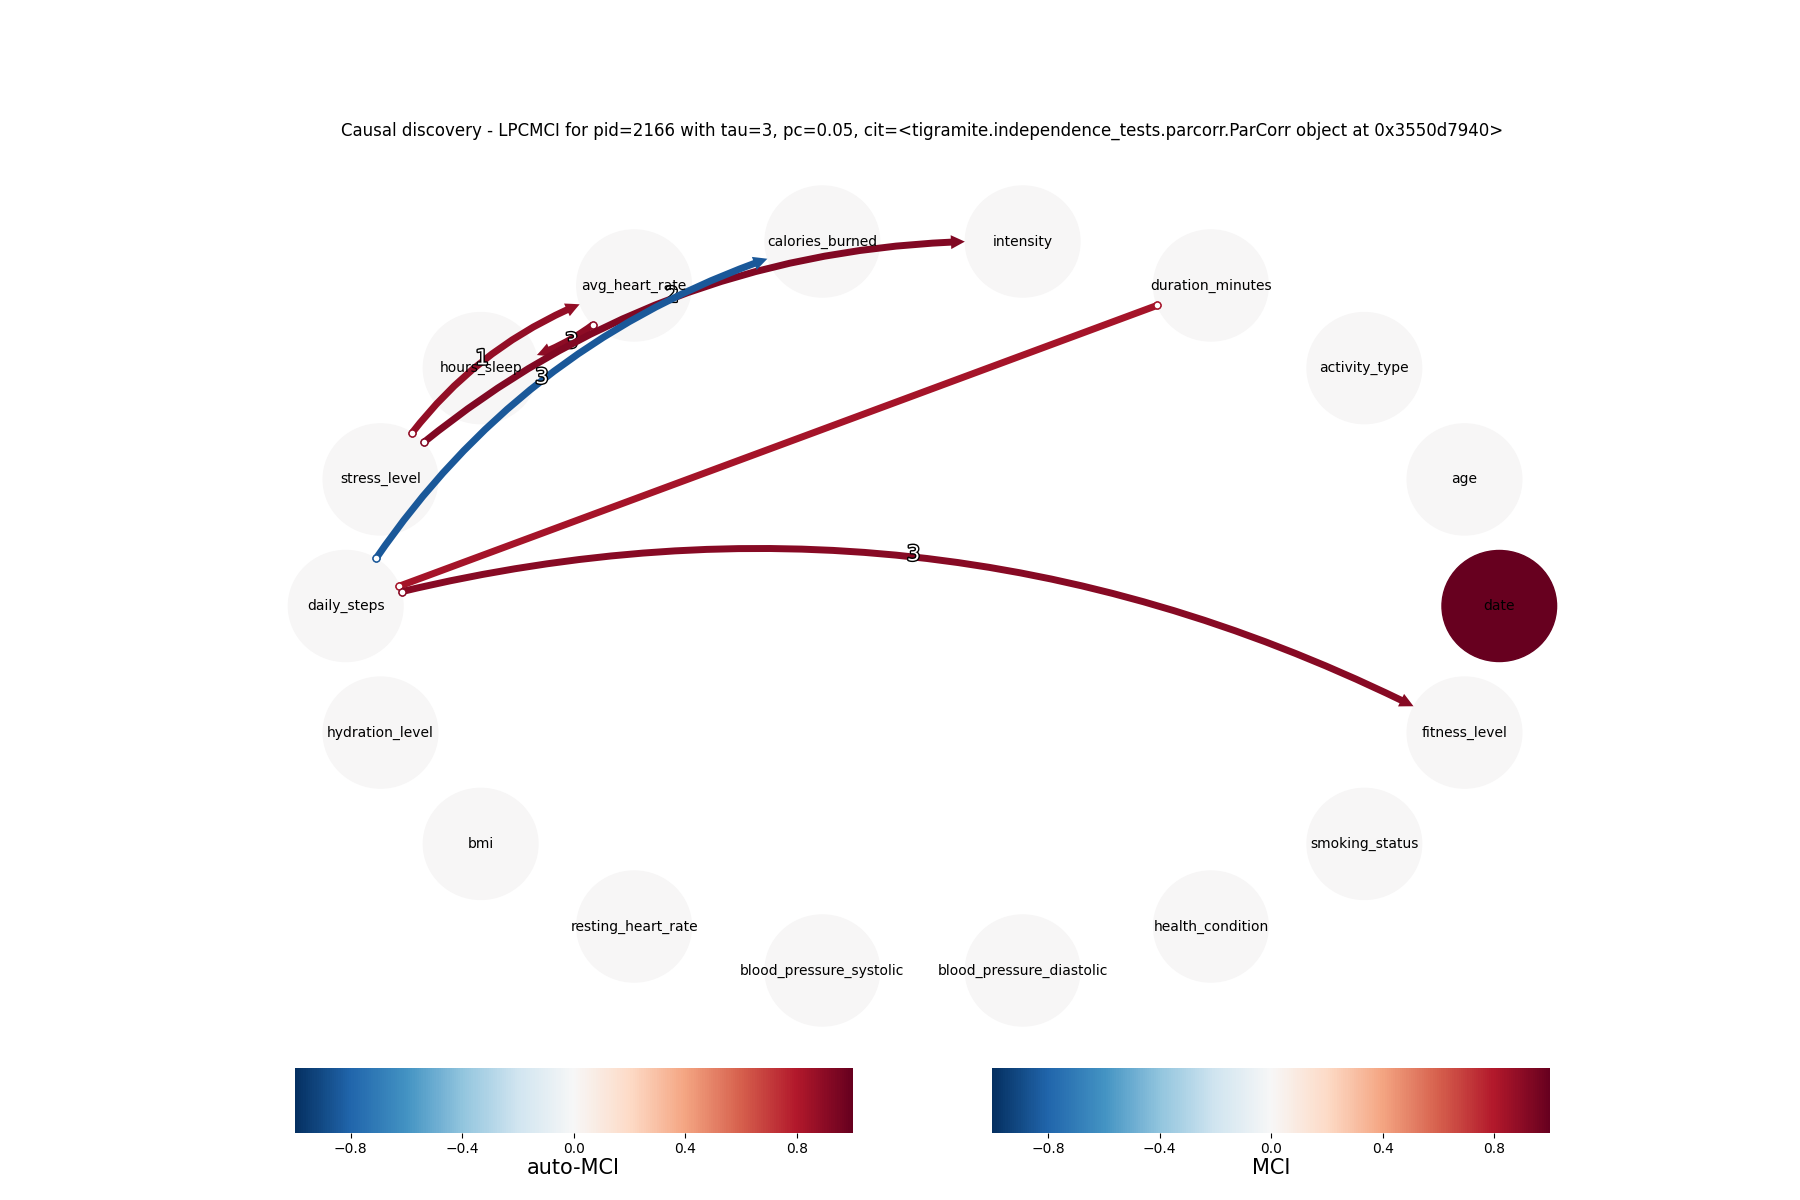 Causal discovery - LPCMCI for pid=2166 with tau=3, pc=0.05, cit=<tigramite.independence_tests.parcorr.ParCorr object at 0x3550d7940>
calories_burned
intensity
avg_heart_rate
duration_minutes
2
3
1
hours_sleep
3
activity_type
stress_level
age
3
daily_steps
date
hydration_level
fitness_level
bmi
smoking_status
resting_heart_rate
health_condition
blood_pressure_systolic
blood_pressure_diastolic
−0.8
−0.4
0.0
0.4
0.8
auto-MCI
−0.8
−0.4
0.0
0.4
0.8
MCI